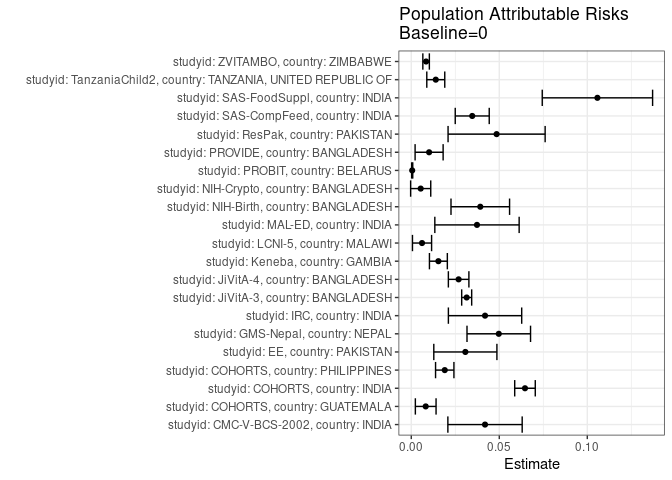 Population Attributable Risks
Baseline=0
studyid: ZVITAMBO, country: ZIMBABWE
studyid: TanzaniaChild2, country: TANZANIA, UNITED REPUBLIC OF
studyid: SAS-FoodSuppl, country: INDIA
studyid: SAS-CompFeed, country: INDIA
studyid: ResPak, country: PAKISTAN
studyid: PROVIDE, country: BANGLADESH
studyid: PROBIT, country: BELARUS
studyid: NIH-Crypto, country: BANGLADESH
studyid: NIH-Birth, country: BANGLADESH
studyid: MAL-ED, country: INDIA
studyid: LCNI-5, country: MALAWI
studyid: Keneba, country: GAMBIA
studyid: JiVitA-4, country: BANGLADESH
studyid: JiVitA-3, country: BANGLADESH
studyid: IRC, country: INDIA
studyid: GMS-Nepal, country: NEPAL
studyid: EE, country: PAKISTAN
studyid: COHORTS, country: PHILIPPINES
studyid: COHORTS, country: INDIA
studyid: COHORTS, country: GUATEMALA
studyid: CMC-V-BCS-2002, country: INDIA
0.00 0.05 0.10
Estimate